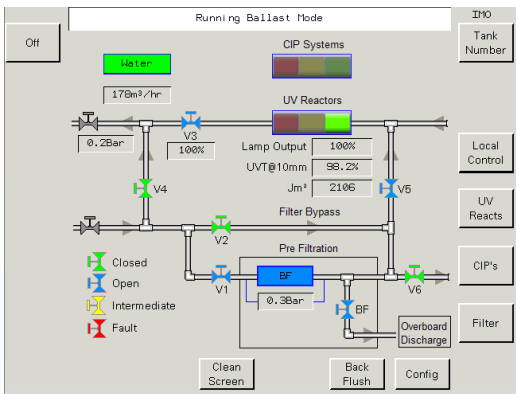 Running Ballast Mode
IMO
Off
Tank
Number
Water
CIP Systems
178m³/hr
UV Reactors
V3
0.2Bar
100%
Lamp Output
100%
UVT@10mm
98.2%
Jm²
2106
Local
Control
V4
V5
UV
Reacts
Filter Bypass
V2
Pre Filtration
Closed
Open
Intermediate
Fault
V1
BF
V6
0.3Bar
BF
CIP's
Filter
Overboard
Discharge
Clean
Screen
Back
Flush
Config